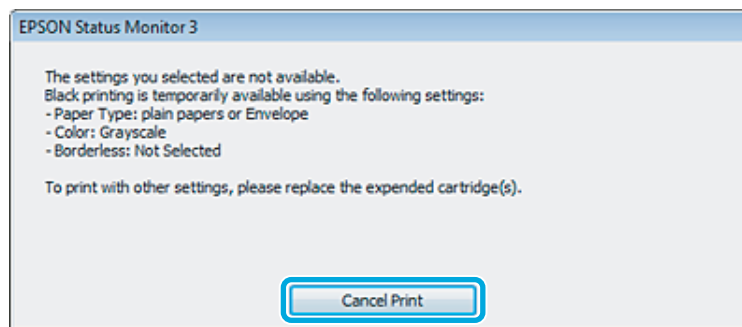 EPSON Status Monitor 3
The settings you selected are not available.
Black printing is temporarily available using the following settings:
- Paper Type: plain papers or Envelope
- Color: Grayscale
- Borderless: Not Selected
To print with other settings, please replace the expended cartridge(s).
Cancel Print